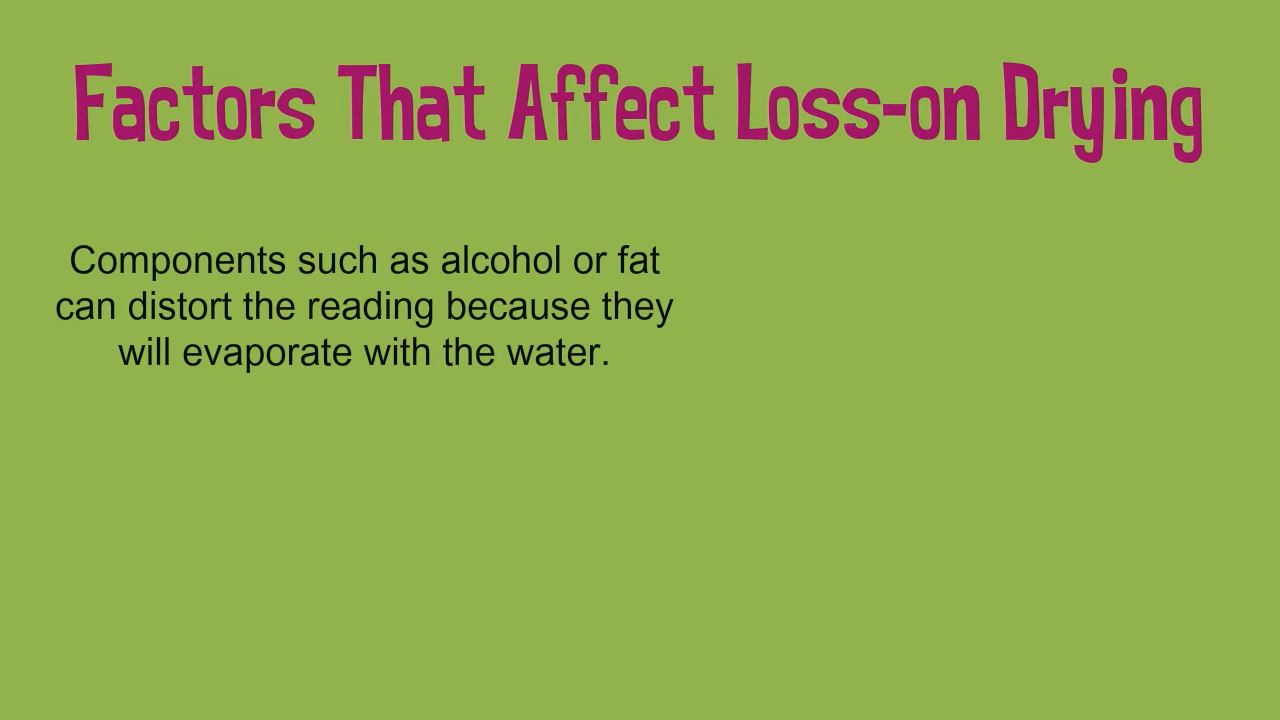 Factors That Affect Loss-on Drying
Components such as alcohol or fat
can distort the reading because they
will evaporate with the water.